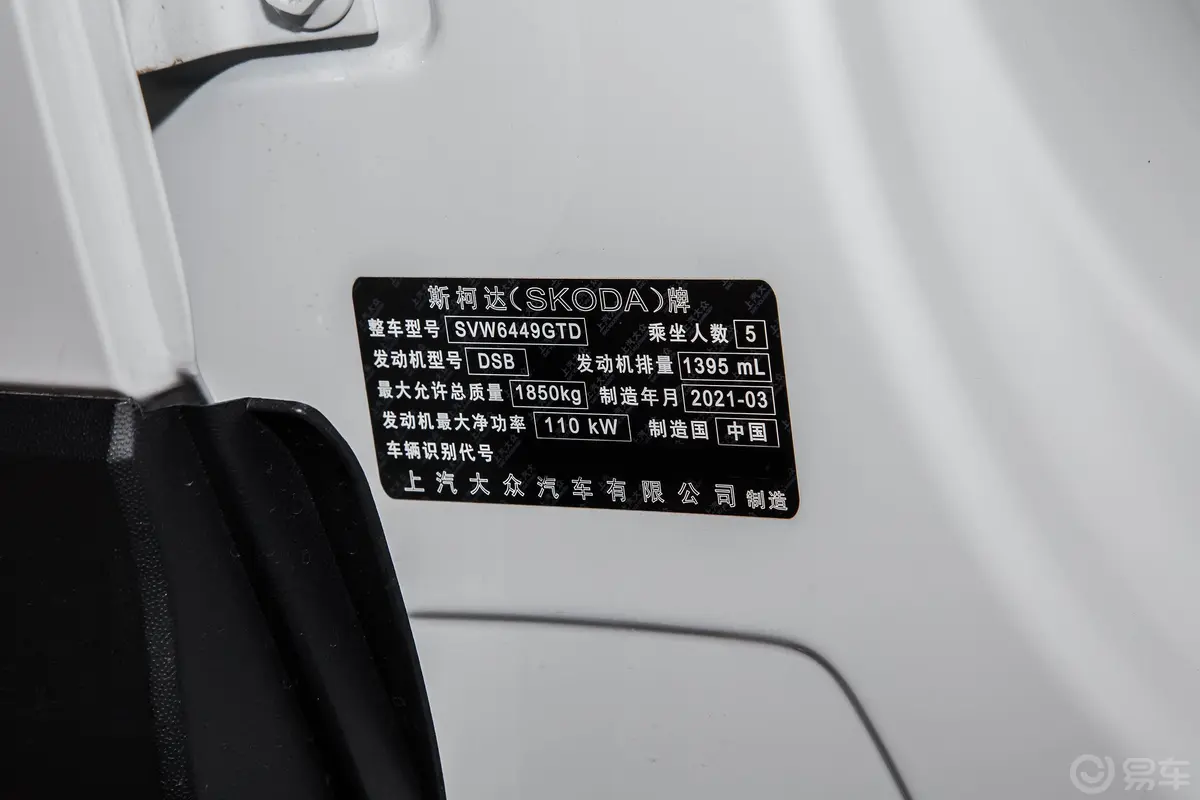 斯柯达(SKODA)牌
整车型号 SVW6449GTD 乘坐人数 5
发动机型号 DSB 发动机排量 1395 mL
最大允许总质量 1850kg 制造年月 2021-03
发动机最大净功率 110 kW 制造国 中国
车辆识别代号
上汽大众汽车有限公司 制造
易车